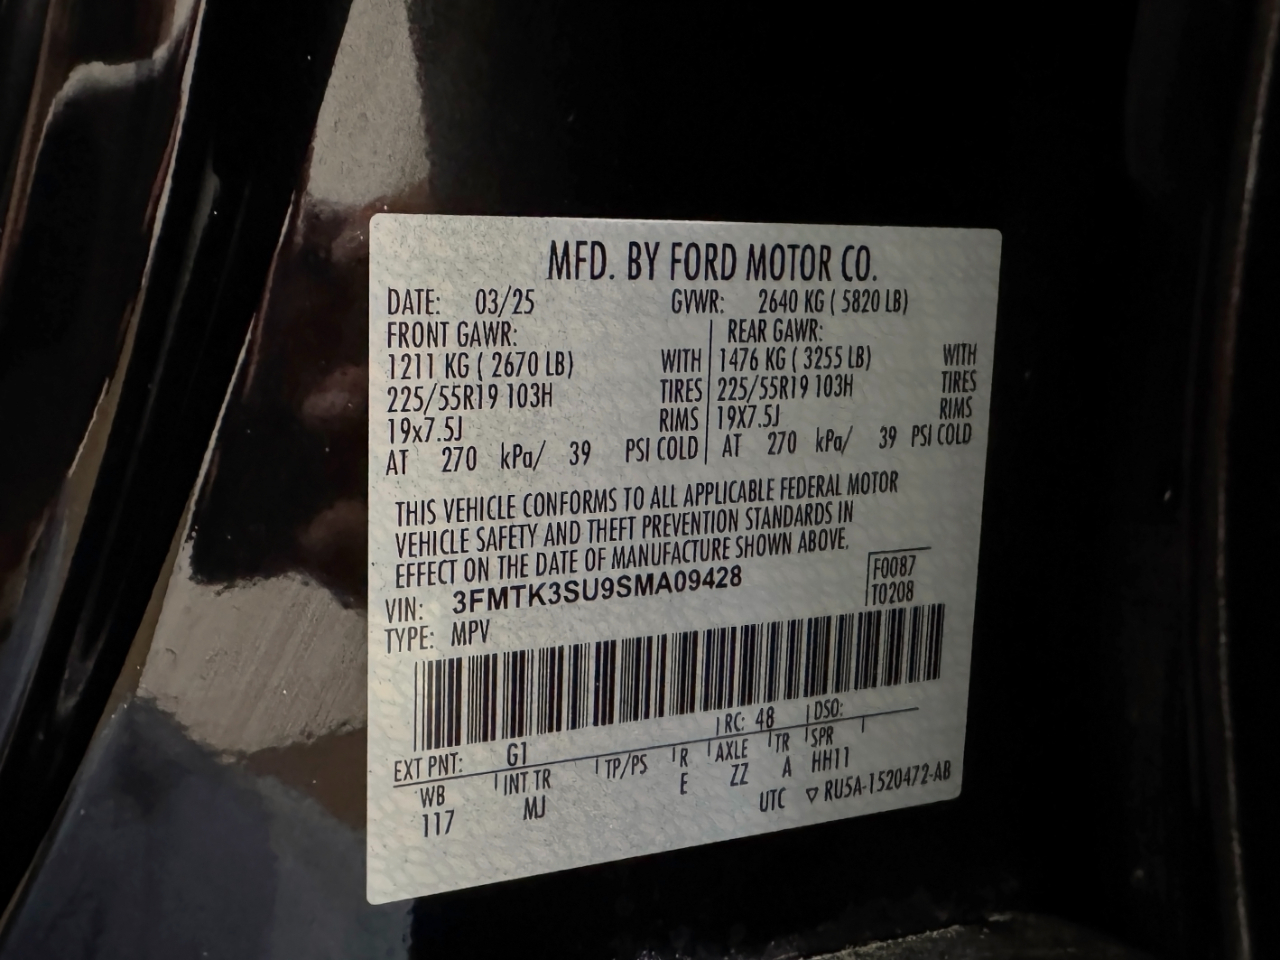 MFD. BY FORD MOTOR CO.
DATE: 03/25 GVWR: 2640 KG ( 5820 LB)
FRONT GAWR: REAR GAWR:
1211 KG ( 2670 LB) WITH 1476 KG ( 3255 LB) WITH
225/55R19 103H TIRES 225/55R19 103H TIRES
19x7.5J RIMS 19X7.5J RIMS
AT 270 kPa/ 39 PSI COLD AT 270 kPa/ 39 PSI COLD
THIS VEHICLE CONFORMS TO ALL APPLICABLE FEDERAL MOTOR
VEHICLE SAFETY AND THEFT PREVENTION STANDARDS IN
EFFECT ON THE DATE OF MANUFACTURE SHOWN ABOVE.
VIN: 3FMTK3SU9SMA09428 F0087
TYPE: MPV T0208
EXT PNT: G1 RC: 48 DSO:
WB INT TR TP/PS R AXLE TR SPR
117 MJ E ZZ A HH11
UTC ▽ RU5A-1520472-AB